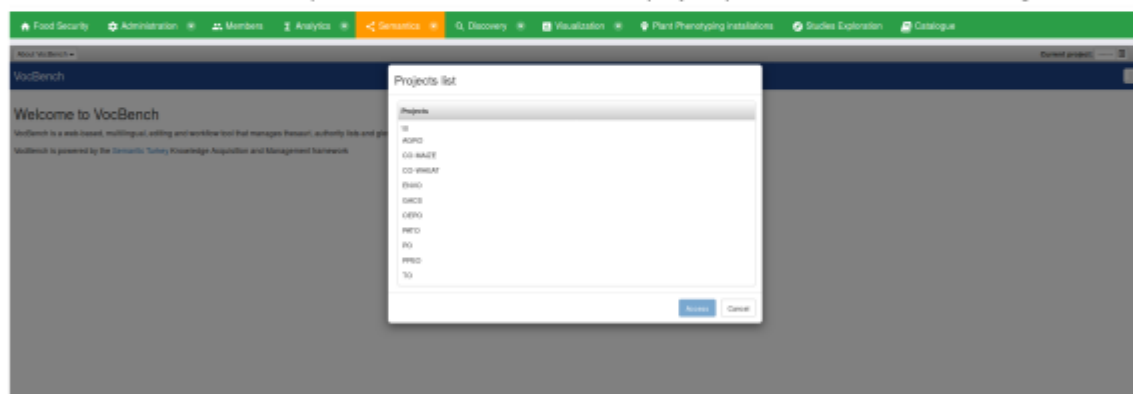 Food Security Administration Members Analytics Semantics Discovery Visualization Plant Phenotyping Installations Studies Exploration Catalogue
About VocBench Current project:
VocBench
Projects list
Projects
Welcome to VocBench
VocBench is a web-based, multilingual, editing and workflow tool that manages thesauri, authority lists and
VocBench is powered by the Semantic Turkey Knowledge Acquisition and Management framework
AGRO
CO-MAIZE
CO-WHEAT
ENVO
GACS
OEPO
PATO
PO
PPEO
TO
Access Cancel